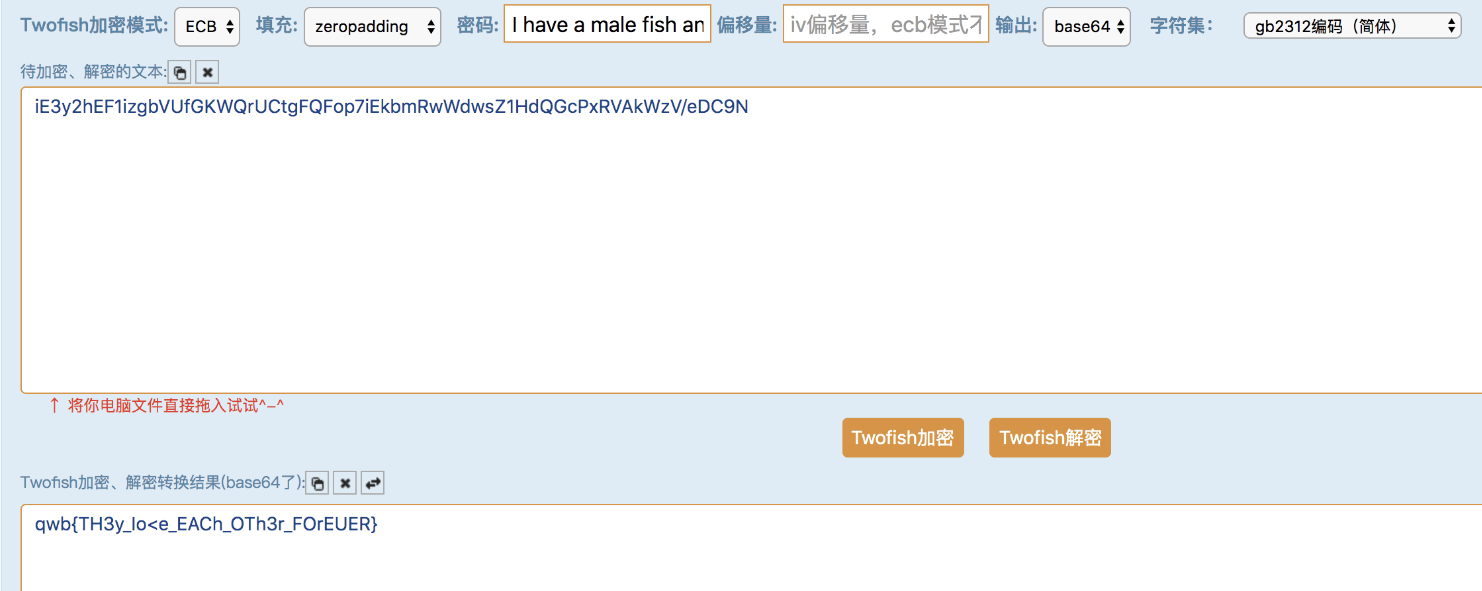 Twofish加密模式: ECB 填充: zeropadding 密码: I have a male fish an 偏移量: iv偏移量，ecb模式不 输出: base64 字符集： gb2312编码（简体）
待加密、解密的文本:
iE3y2hEF1izgbVUfGKWQrUCtgFQFop7iEkbmRwWdwsZ1HdQGcPxRVAkWzV/eDC9N
↑ 将你电脑文件直接拖入试试^-^
Twofish加密 Twofish解密
Twofish加密、解密转换结果(base64了):
qwb{TH3y_lo<e_EACh_OTh3r_FOrEUER}